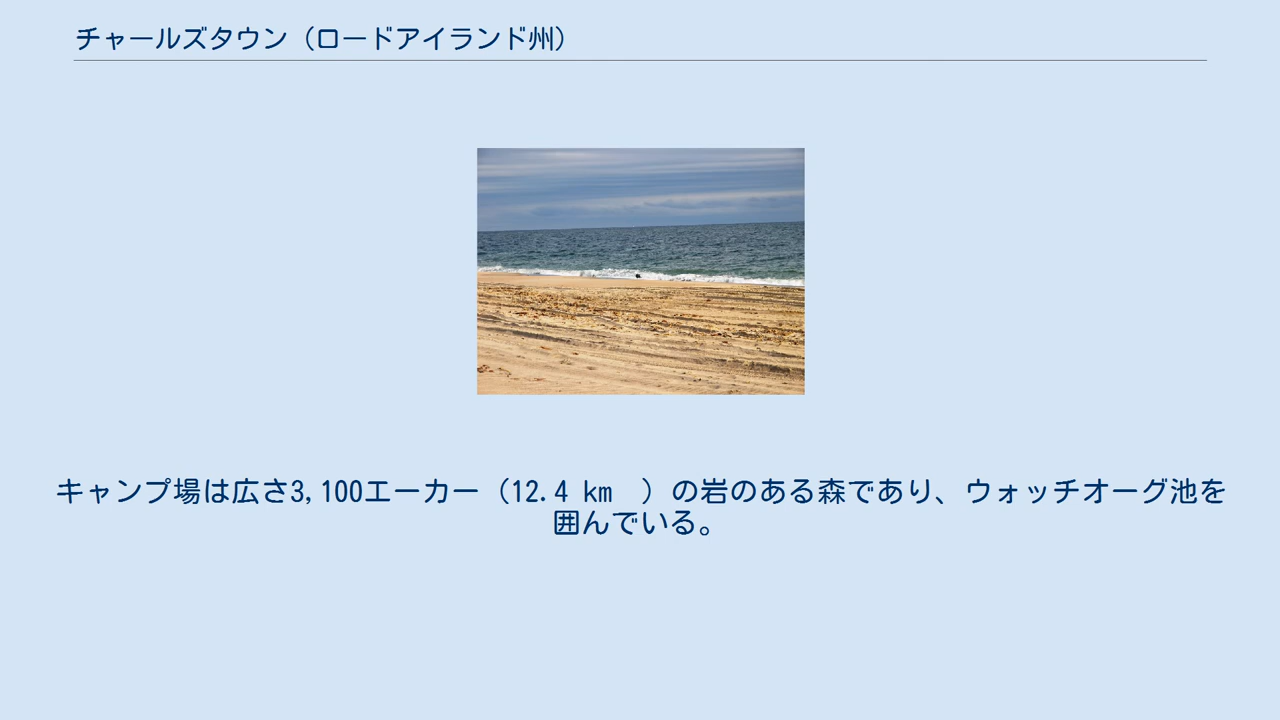 チャールズタウン（ロードアイランド州）
キャンプ場は広さ3,100エーカー（12.4 km　）の岩のある森であり、ウォッチオーグ池を
囲んでいる。